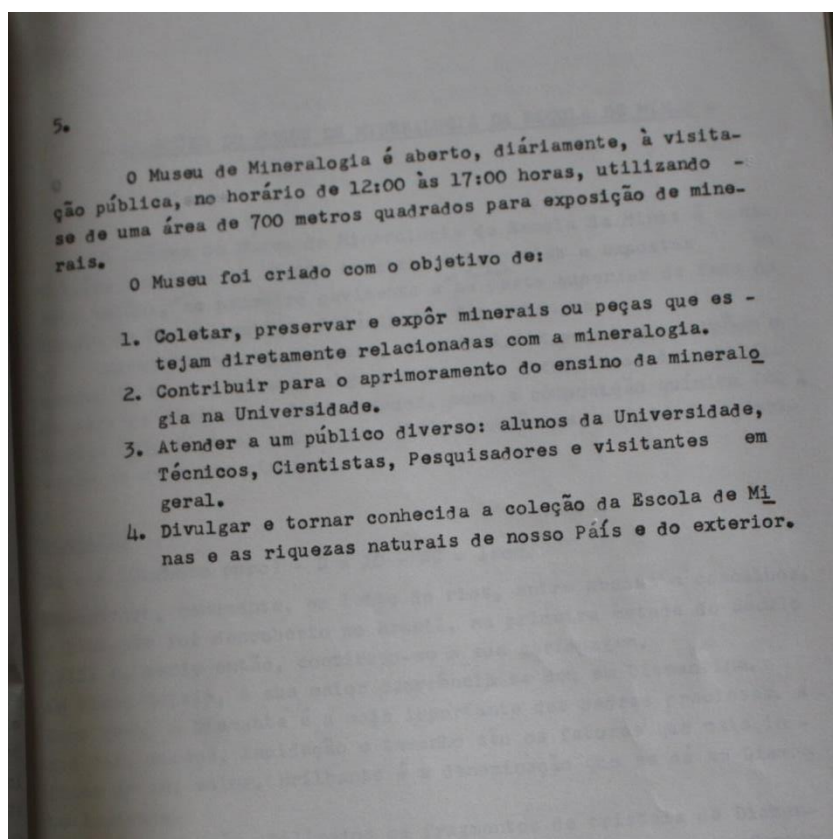 5.
O Museu de Mineralogia é aberto, diáriamente, à visita-
ção pública, no horário de 12:00 às 17:00 horas, utilizando -
se de uma área de 700 metros quadrados para exposição de mine-
rais.
O Museu foi criado com o objetivo de:
1. Coletar, preservar e expôr minerais ou peças que es -
tejam diretamente relacionadas com a mineralogia.
2. Contribuir para o aprimoramento do ensino da mineralo
gia na Universidade.
3. Atender a um público diverso: alunos da Universidade,
Técnicos, Cientistas, Pesquisadores e visitantes em
geral.
4. Divulgar e tornar conhecida a coleção da Escola de Mi
nas e as riquezas naturais de nosso País e do exterior.